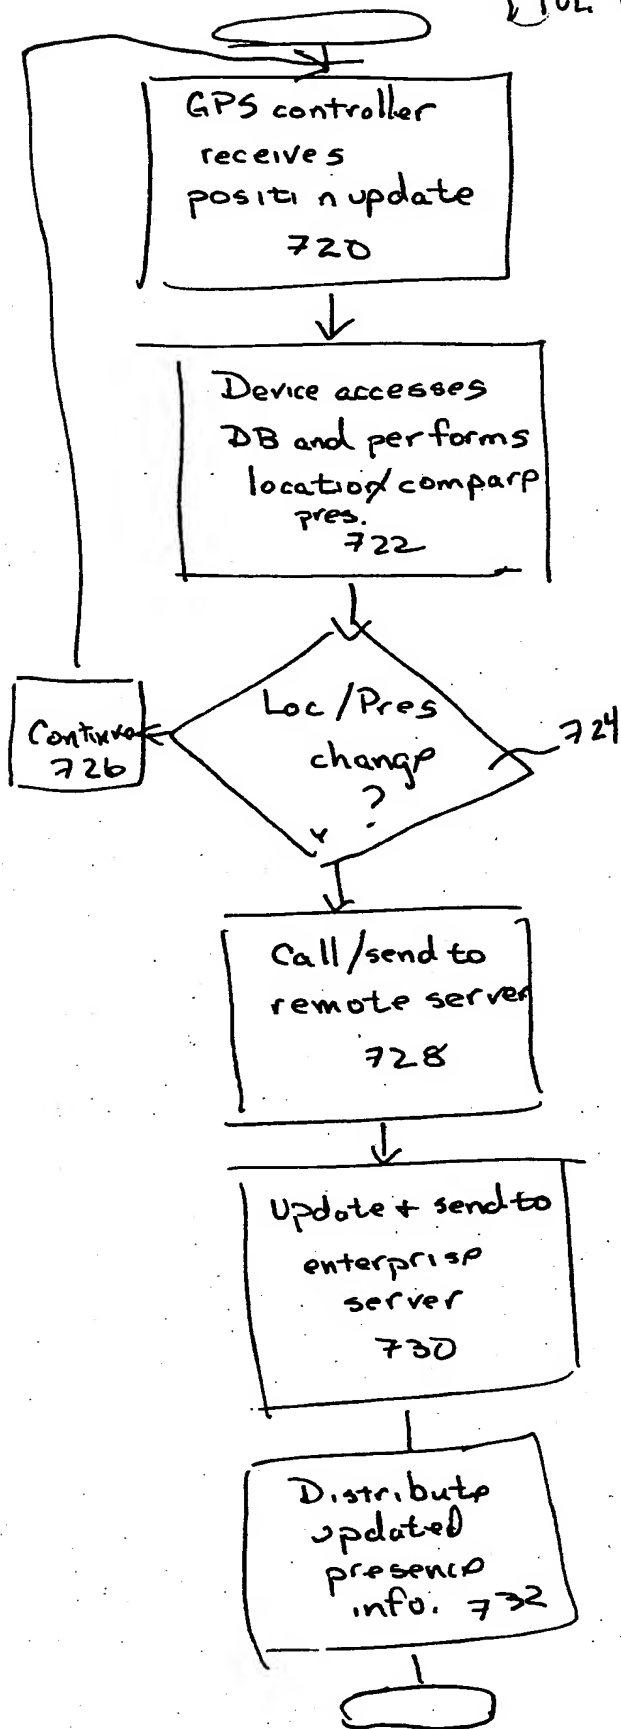 GPS controller
receives
positi n update
720
Device accesses
DB and performs
location/compare
pres.
722
Loc/Pres
change
?
724
Continue
726
Y
Call/send to
remote server
728
Update + send to
enterprise
server
730
Distribute
updated
presence
info. 732